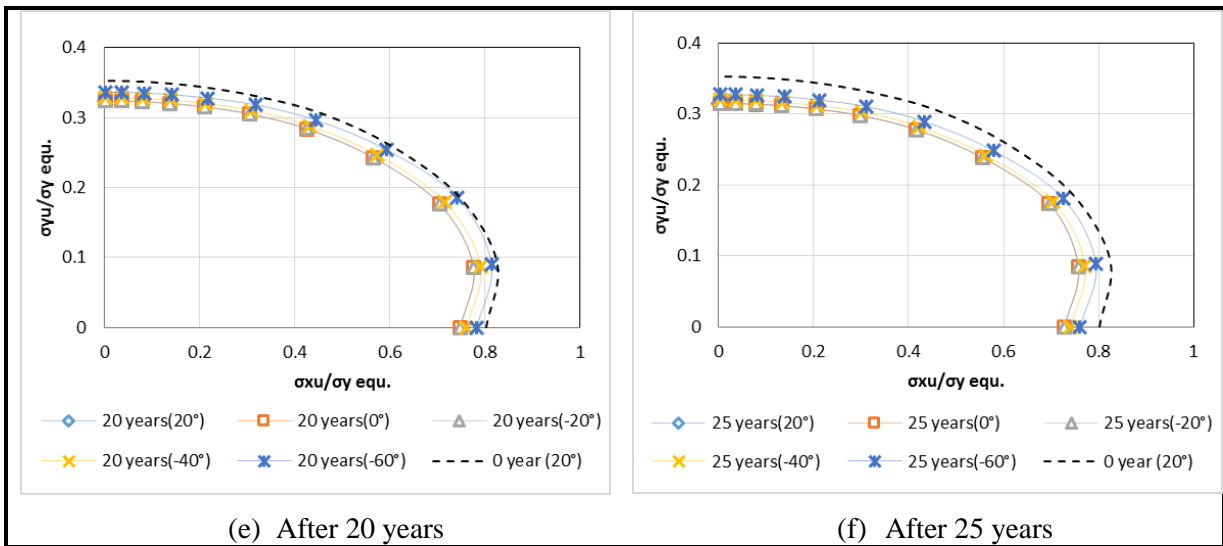 0.4
0.3
0.2
0.1
0
0 0.2 0.4 0.6 0.8 1
σyu/σy equ.
σxu/σy equ.
20 years(20°) 20 years(0°) 20 years(-20°)
20 years(-40°) 20 years(-60°) 0 year (20°)
(e) After 20 years
0.4
0.3
0.2
0.1
0
0 0.2 0.4 0.6 0.8 1
σyu/σy equ.
σxu/σy equ.
25 years(20°) 25 years(0°) 25 years(-20°)
25 years(-40°) 25 years(-60°) 0 year (20°)
(f) After 25 years